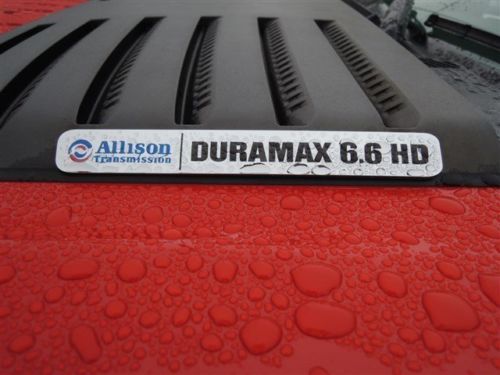 Allison
Transmission
DURAMAX 6.6 HD